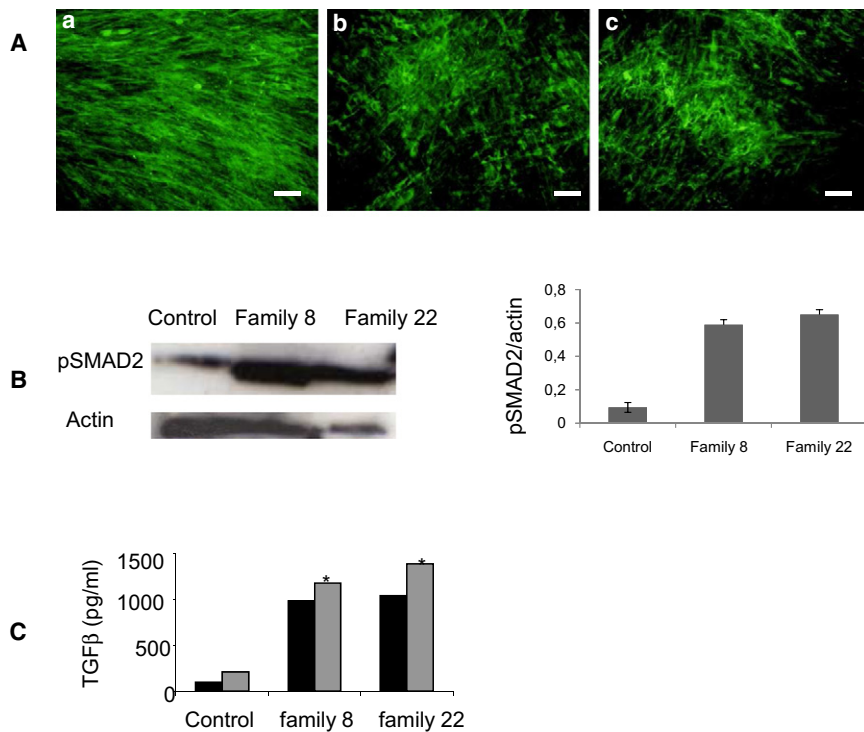 A
a
b
c
B
Control Family 8 Family 22
pSMAD2
Actin
pSMAD2/actin
0,8
0,6
0,4
0,2
0
Control Family 8 Family 22
C
TGFβ (pg/ml)
1500
1000
500
0
* *
Control family 8 family 22